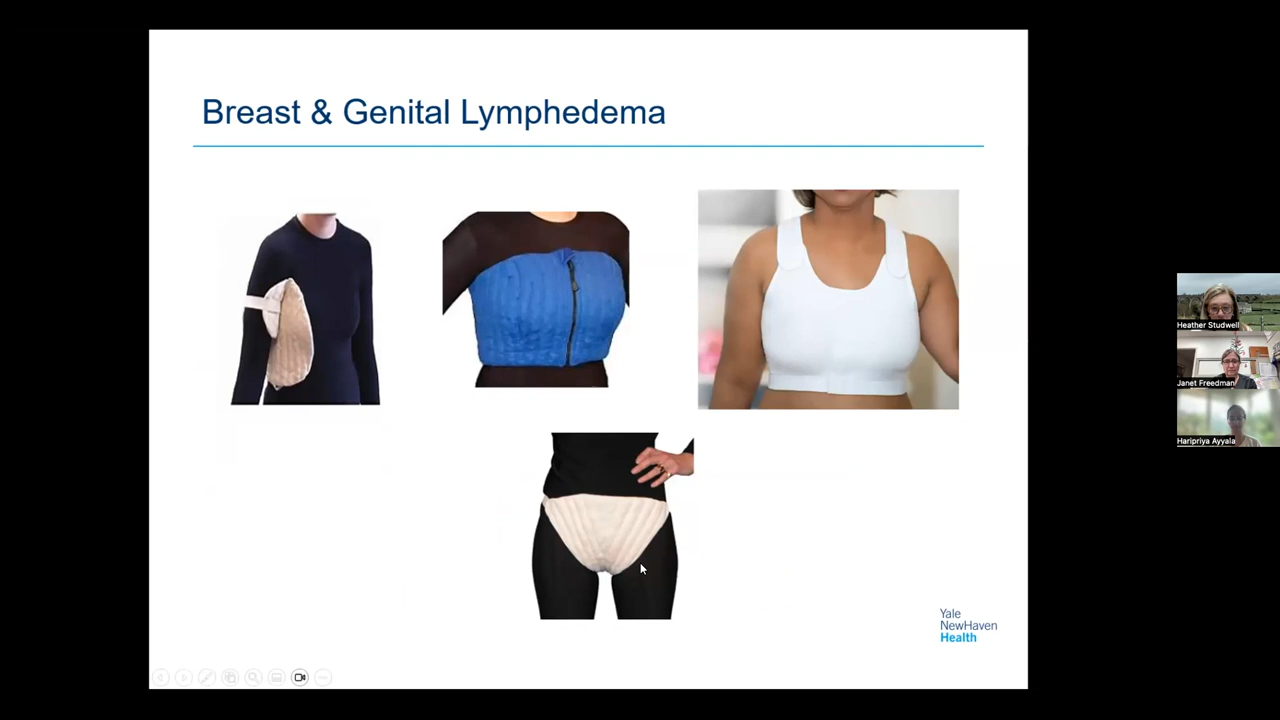 Breast & Genital Lymphedema
Yale
NewHaven
Health
Heather Studwell
Janet Freedman
Haripriya Ayyala